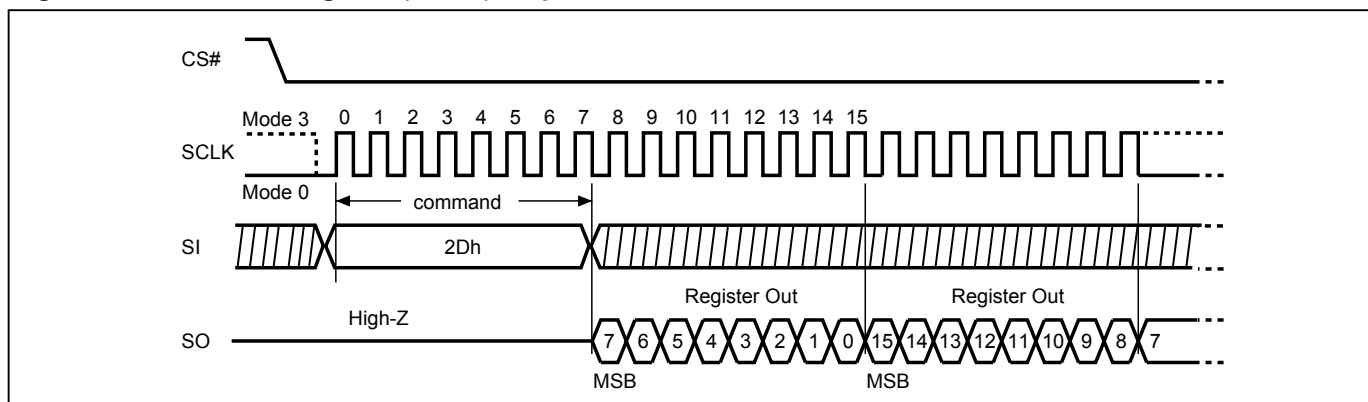 CS#
Mode 3
0 1 2 3 4 5 6 7 8 9 10 11 12 13 14 15
SCLK
Mode 0
command
SI
2Dh
Register Out Register Out
High-Z
SO
7 6 5 4 3 2 1 0 15 14 13 12 11 10 9 8 7
MSB MSB